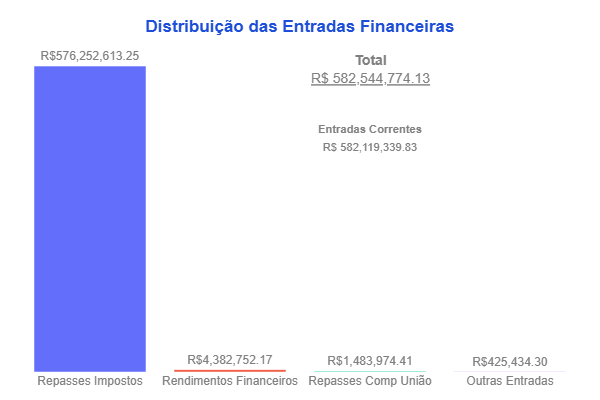 Distribuição das Entradas Financeiras
R$576,252,613.25
Total
R$ 582,544,774.13
Entradas Correntes
R$ 582,119,339.83
R$4,382,752.17
R$1,483,974.41
R$425,434.30
Repasses Impostos
Rendimentos Financeiros
Repasses Comp União
Outras Entradas